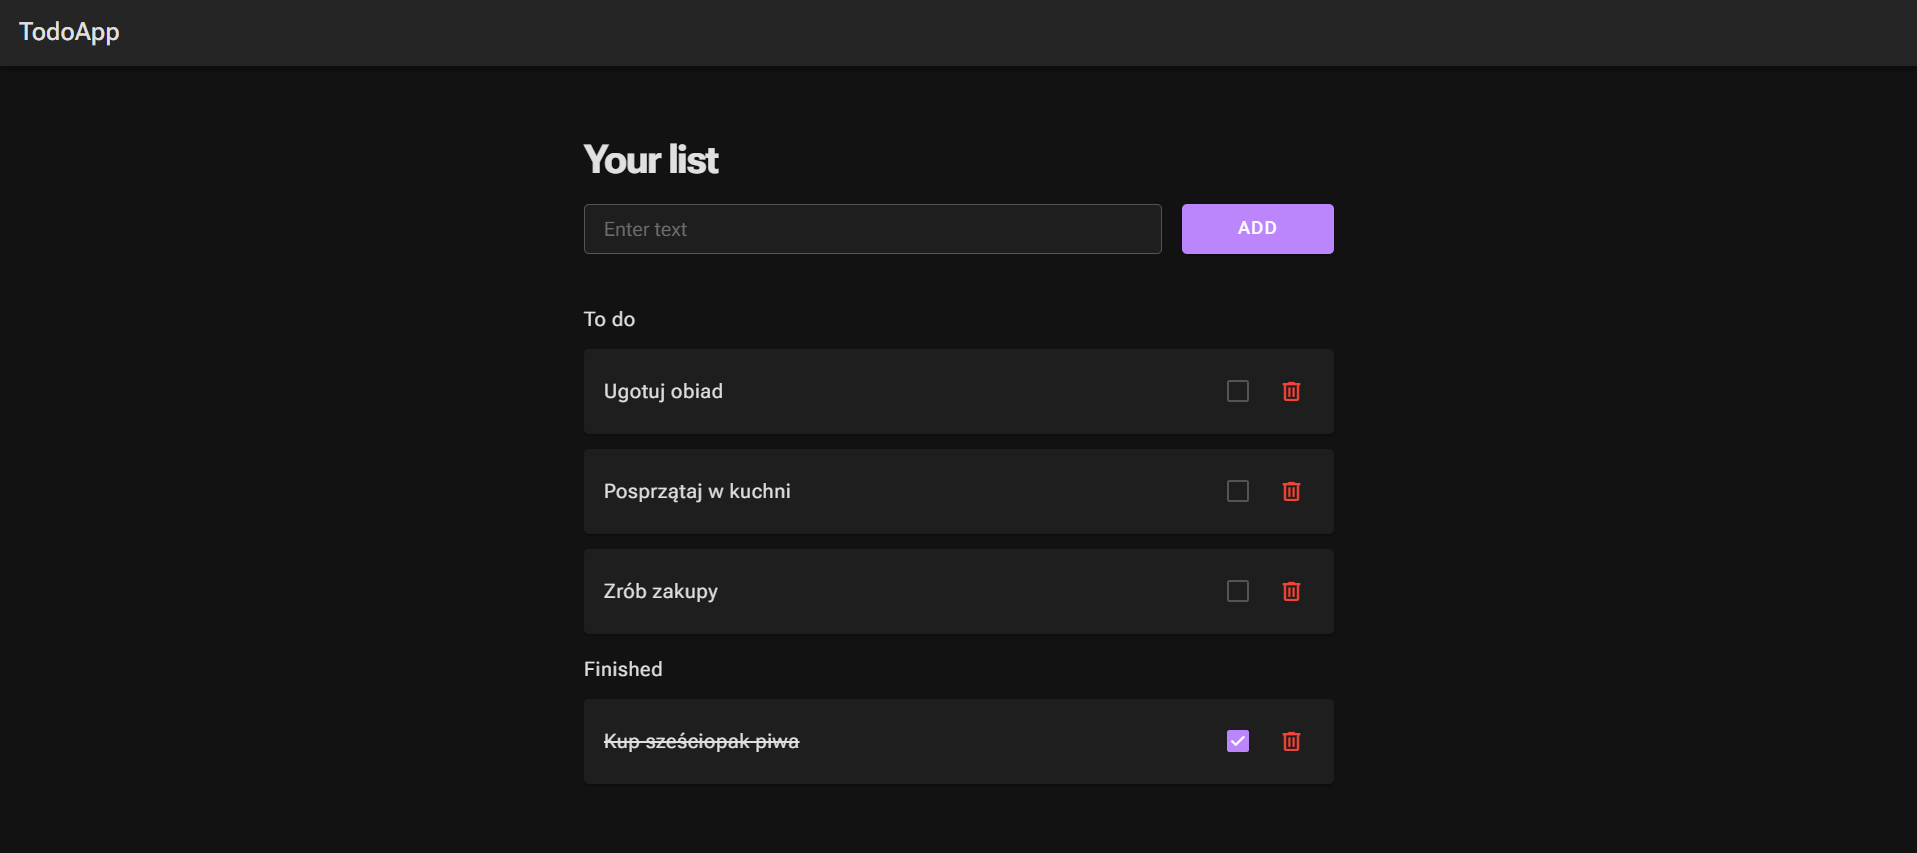 TodoApp
Your list
Enter text
ADD
To do
Ugotuj obiad
Posprzątaj w kuchni
Zrób zakupy
Finished
Kup sześciopak piwa